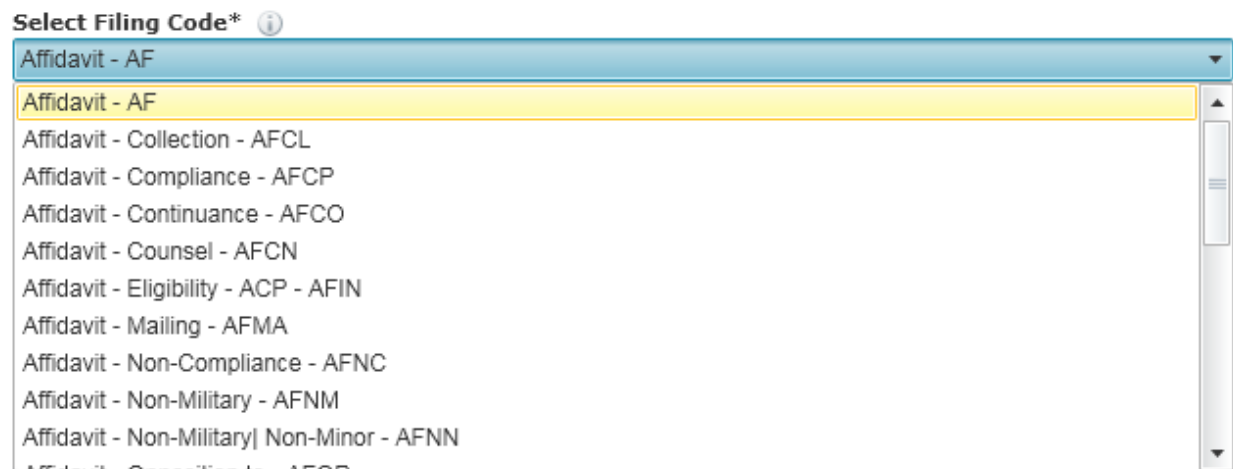 Select Filing Code*
Affidavit - AF
Affidavit - AF
Affidavit - Collection - AFCL
Affidavit - Compliance - AFCP
Affidavit - Continuance - AFCO
Affidavit - Counsel - AFCN
Affidavit - Eligibility - ACP - AFIN
Affidavit - Mailing - AFMA
Affidavit - Non-Compliance - AFNC
Affidavit - Non-Military - AFNM
Affidavit - Non-Military| Non-Minor - AFNN